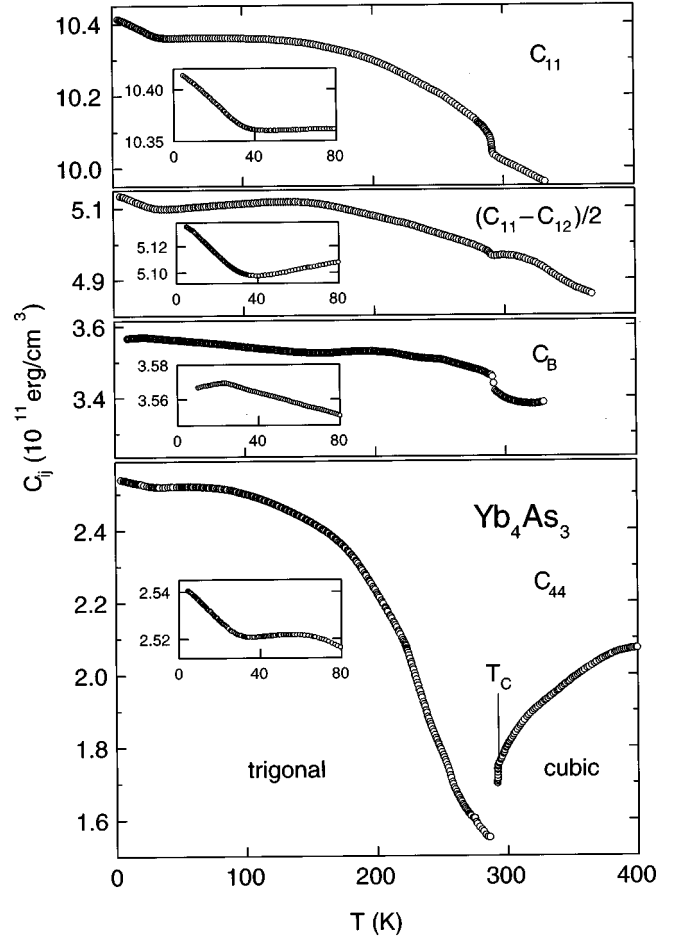 10.4
10.2
10.0
C11
10.40
10.35
0 40 80
5.1
4.9
(C11−C12)/2
5.12
5.10
0 40 80
3.6
3.4
CB
3.58
3.56
0 40 80
Cij (10 11 erg/cm 3)
2.4
2.2
2.0
1.8
1.6
Yb4As3
C44
2.54
2.52
0 40 80
TC
trigonal
cubic
0 100 200 300 400
T (K)